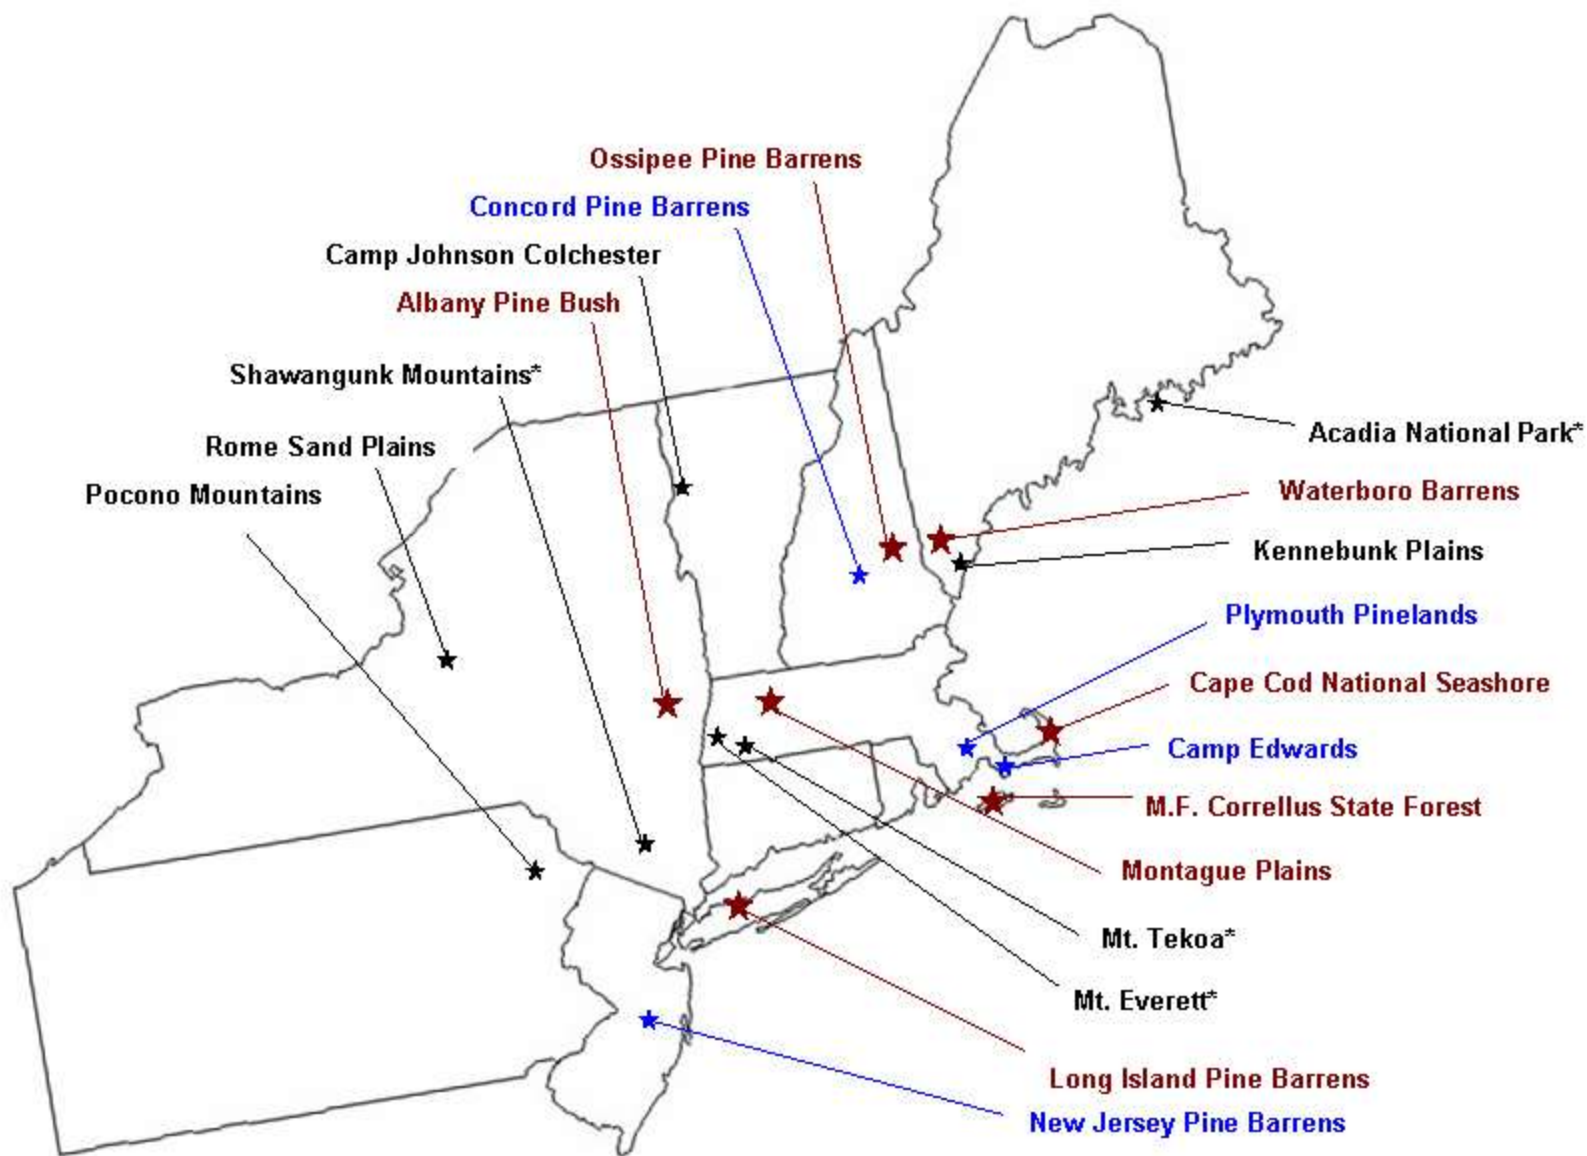 Ossipee Pine Barrens
Concord Pine Barrens
Camp Johnson Colchester
Albany Pine Bush
Shawangunk Mountains*
Rome Sand Plains
Pocono Mountains
Acadia National Park*
Waterboro Barrens
Kennebunk Plains
Plymouth Pinelands
Cape Cod National Seashore
Camp Edwards
M.F. Correllus State Forest
Montague Plains
Mt. Tekoa*
Mt. Everett*
Long Island Pine Barrens
New Jersey Pine Barrens